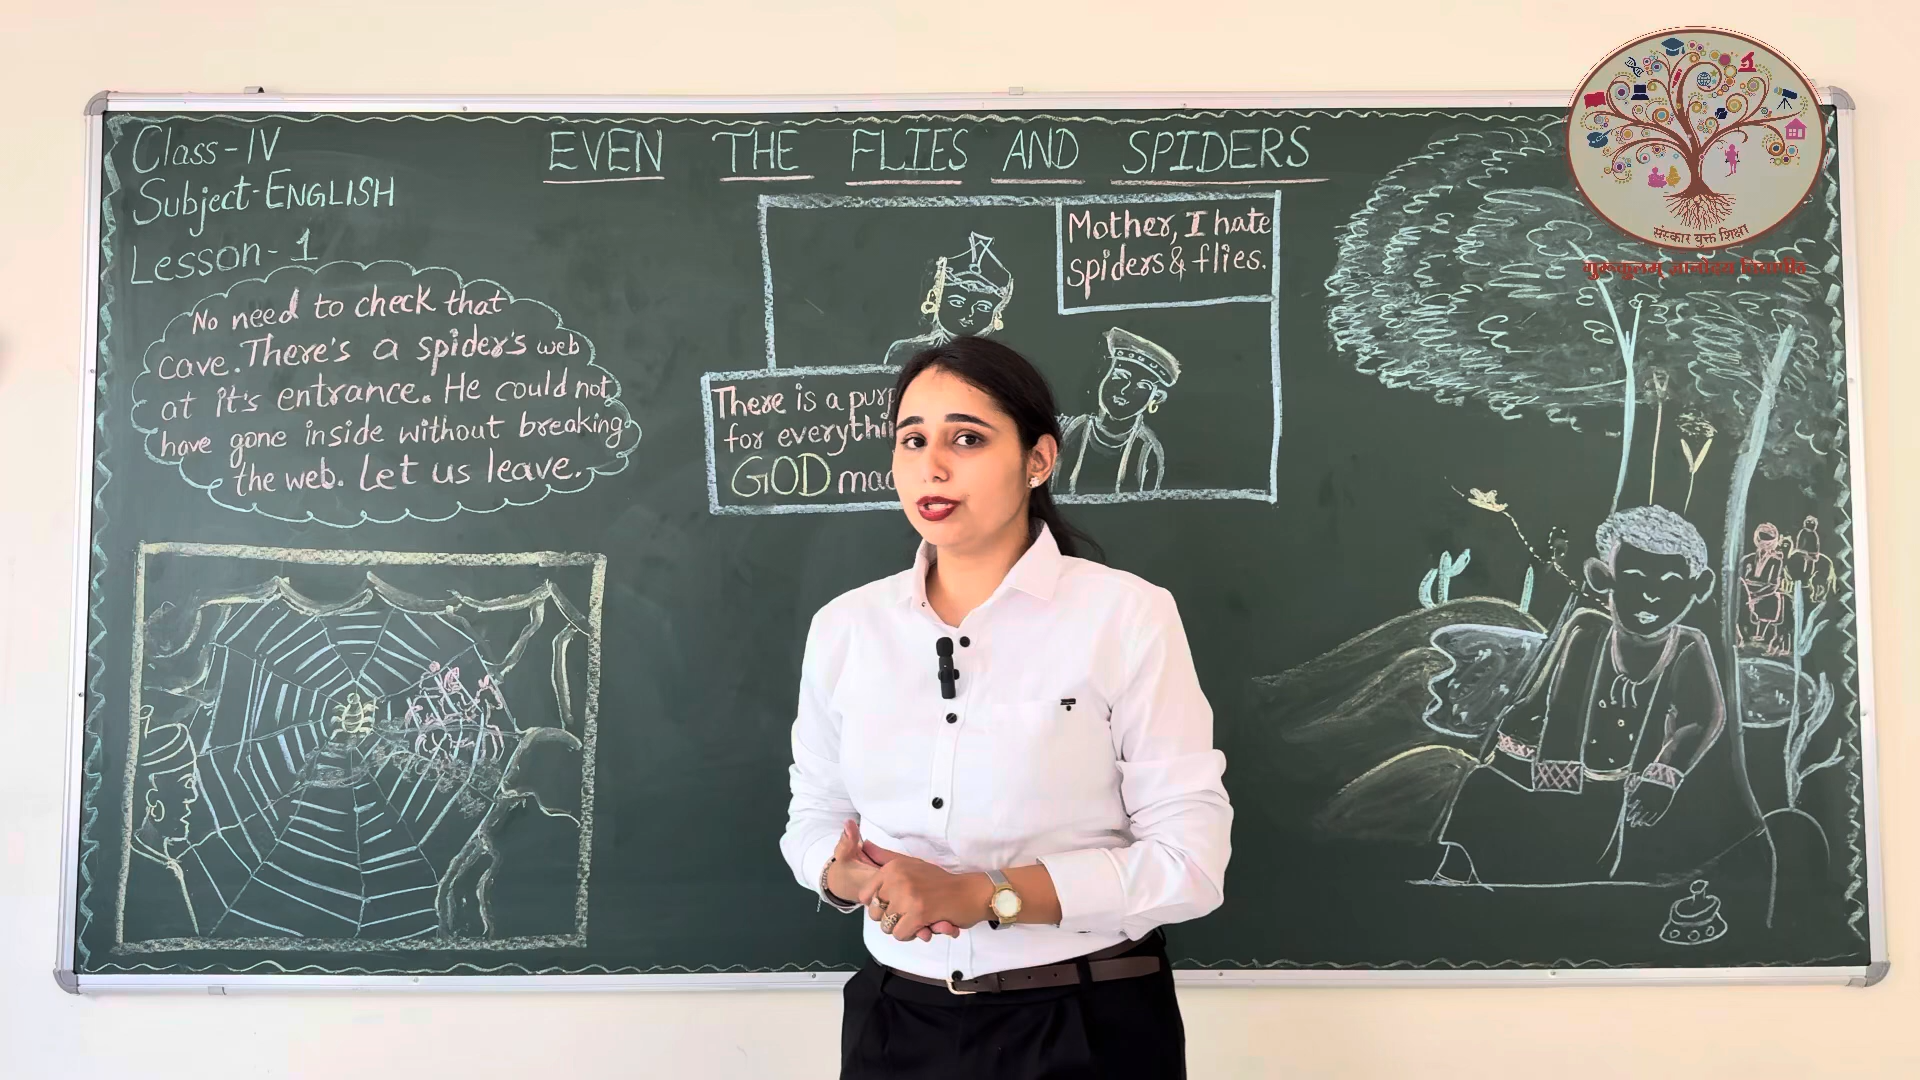 Class-IV
Subject-ENGLISH
Lesson-1
EVEN THE FLIES AND SPIDERS
No need to check that
cave. There's a spider's web
at it's entrance. He could not
have gone inside without breaking
the web. Let us leave.
Mother, I hate
spiders & flies.
There is a
for
GOD
संस्कार युक्त शिक्षा
गुरूकुलम् ज्ञानोदय विद्यापीठ